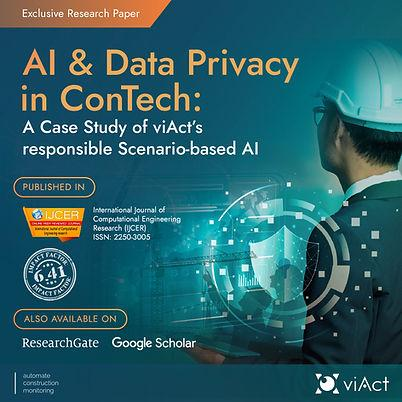 Exclusive Research Paper
AI & Data Privacy
in ConTech:
A Case Study of viAct's
responsible Scenario-based AI
PUBLISHED IN
IJCER
International Journal of
Computational Engineering
Research (IJCER)
ISSN: 2250-3005
IMPACT FACTOR
6.41
IMPACT FACTOR
ALSO AVAILABLE ON
ResearchGate Google Scholar
automate
construction
monitoring
viAct